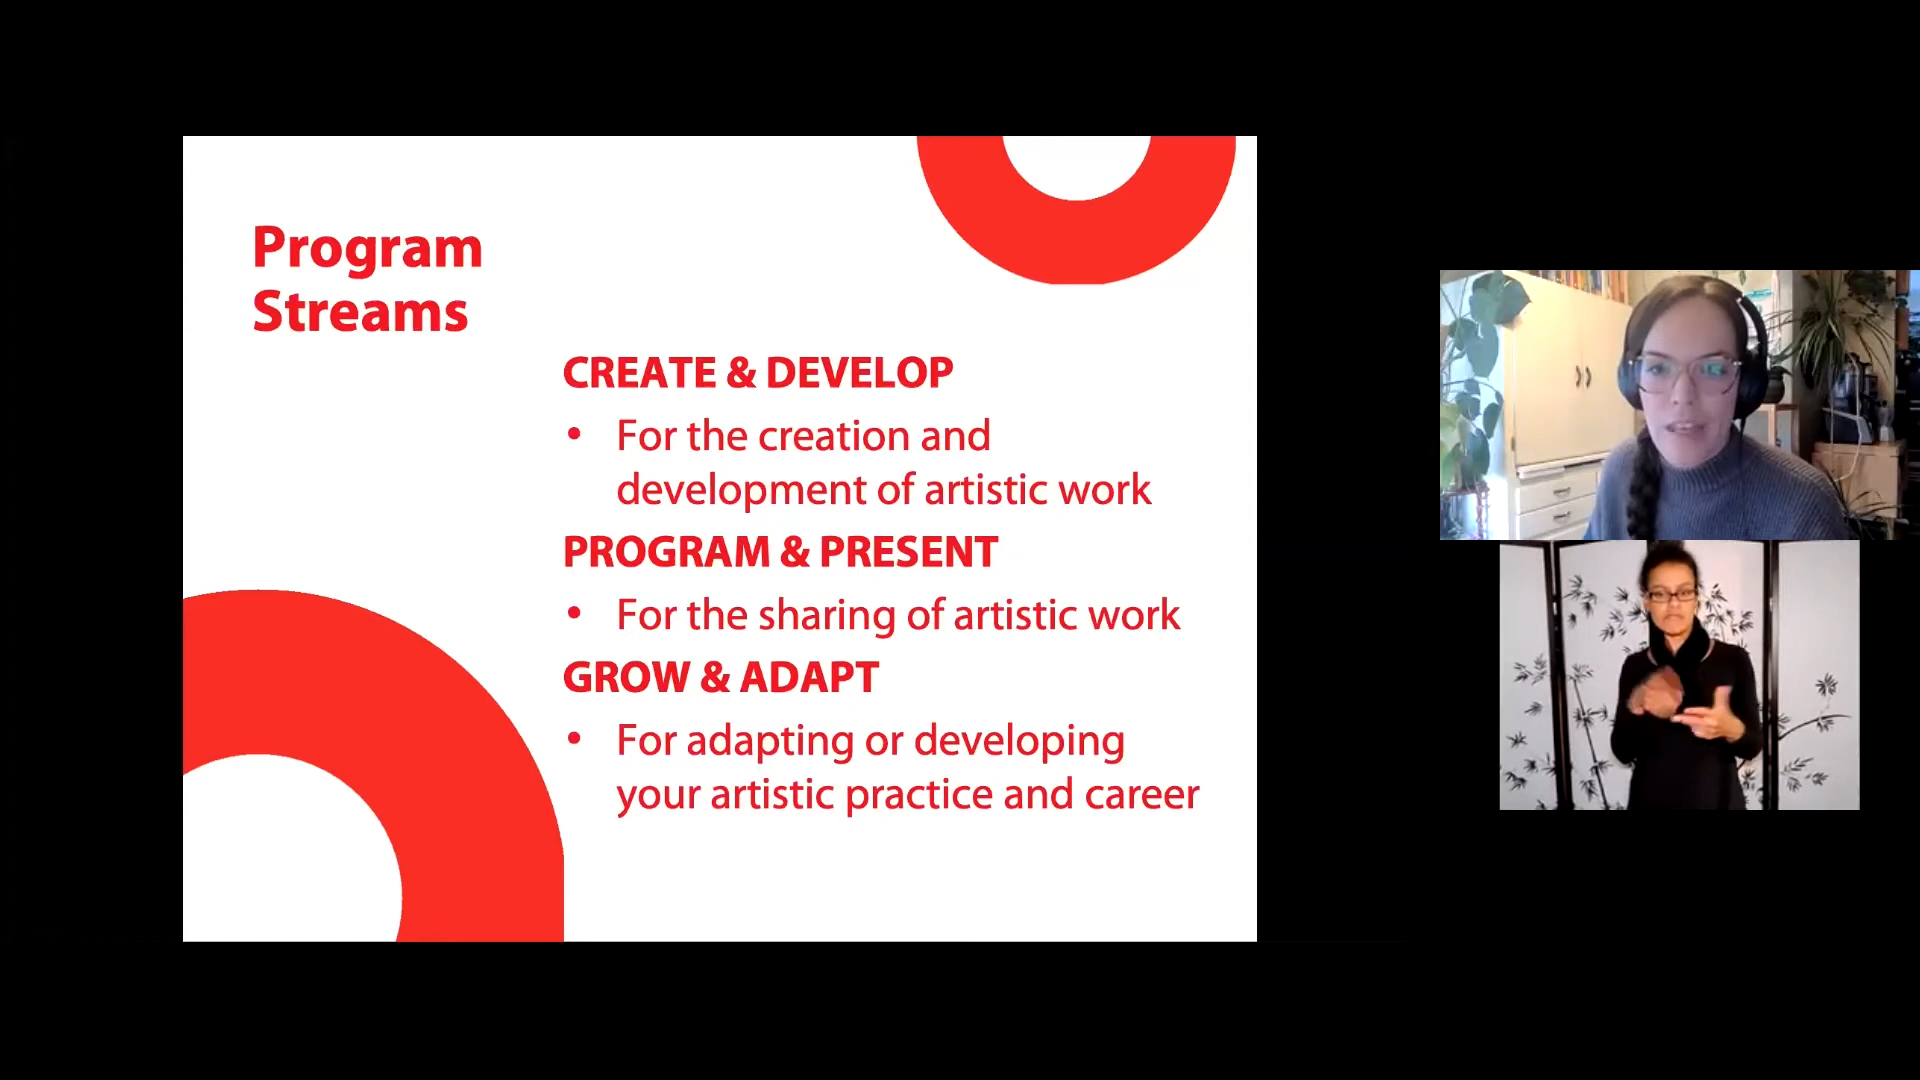 Program
Streams
CREATE & DEVELOP
• For the creation and
development of artistic work
PROGRAM & PRESENT
• For the sharing of artistic work
GROW & ADAPT
• For adapting or developing
your artistic practice and career